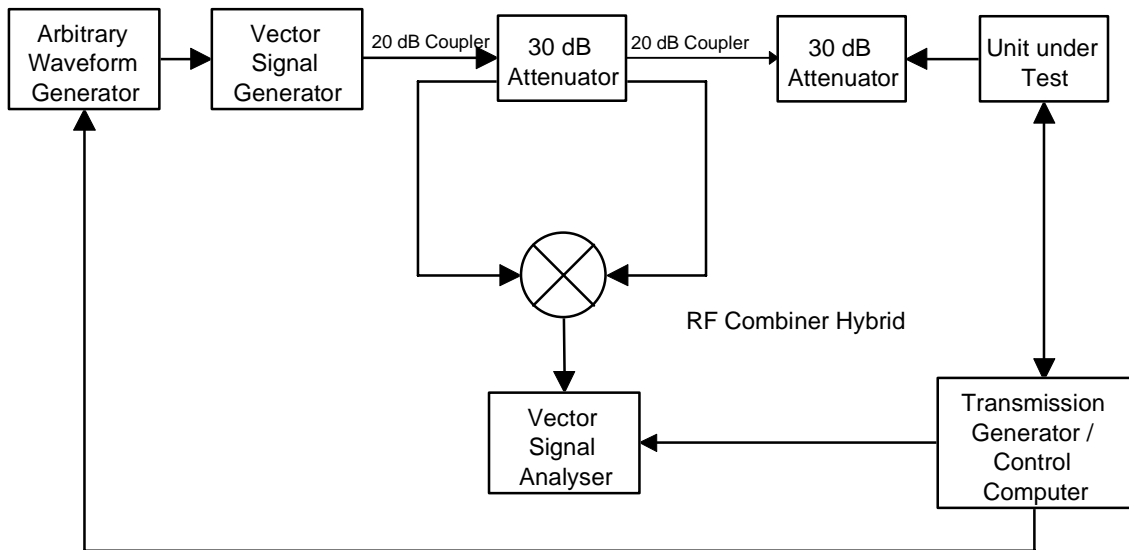 Arbitrary
Waveform
Generator
Vector
Signal
Generator
20 dB Coupler
30 dB
Attenuator
20 dB Coupler
30 dB
Attenuator
Unit under
Test
RF Combiner Hybrid
Vector
Signal
Analyser
Transmission
Generator /
Control
Computer